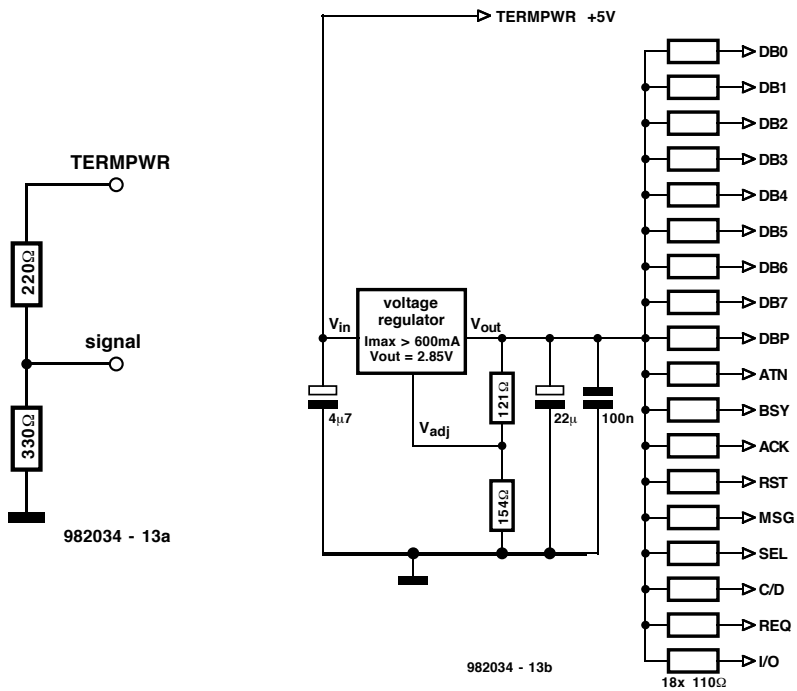 TERMPWR
220Ω
signal
330Ω
982034 - 13a
TERMPWR +5V
voltage
regulator
Imax > 600mA
Vout = 2.85V
Vin
Vout
Vadj
4µ7
121Ω
154Ω
22µ
100n
982034 - 13b
DB0
DB1
DB2
DB3
DB4
DB5
DB6
DB7
DBP
ATN
BSY
ACK
RST
MSG
SEL
C/D
REQ
I/O
18x 110Ω